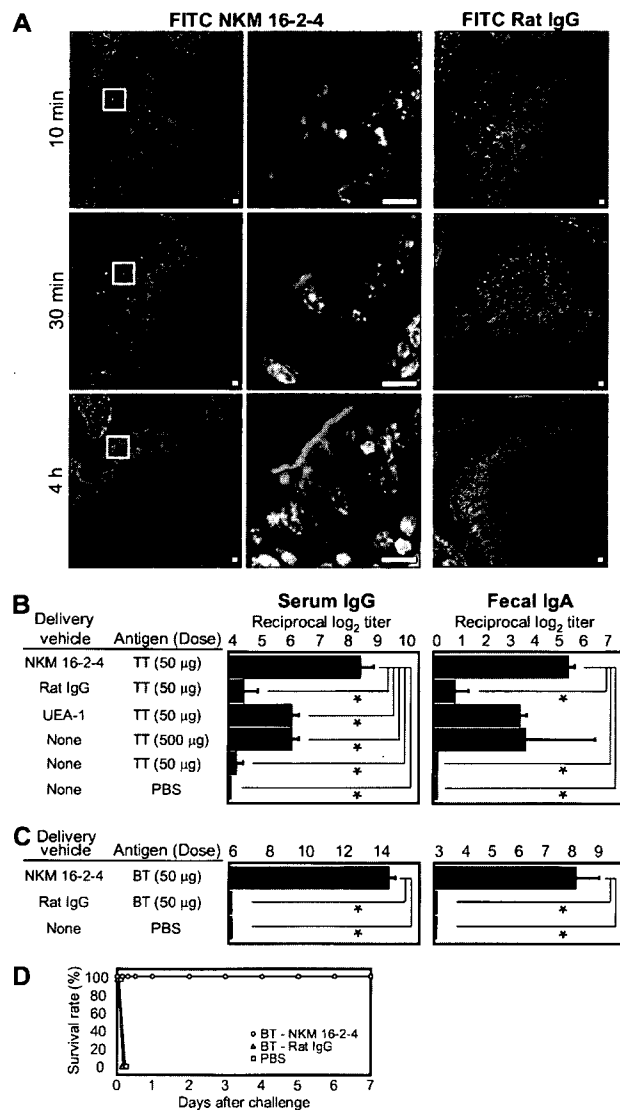 A
FITC NKM 16-2-4 FITC Rat IgG
10 min
30 min
4 h
B
Serum IgG Fecal IgA
Delivery vehicle Antigen (Dose) Reciprocal log2 titer Reciprocal log2 titer
4 5 6 7 8 9 10 0 1 2 3 4 5 6 7
NKM 16-2-4 TT (50 µg)
Rat IgG TT (50 µg) * *
UEA-1 TT (50 µg) *
None TT (500 µg) *
None TT (50 µg) * *
None PBS * *
C
Delivery vehicle Antigen (Dose) 6 8 10 12 14 3 4 5 6 7 8 9
NKM 16-2-4 BT (50 µg)
Rat IgG BT (50 µg) * *
None PBS * *
D
Survival rate (%)
100
80
60
40
20
0
BT - NKM 16-2-4
BT - Rat IgG
PBS
0 1 2 3 4 5 6 7
Days after challenge